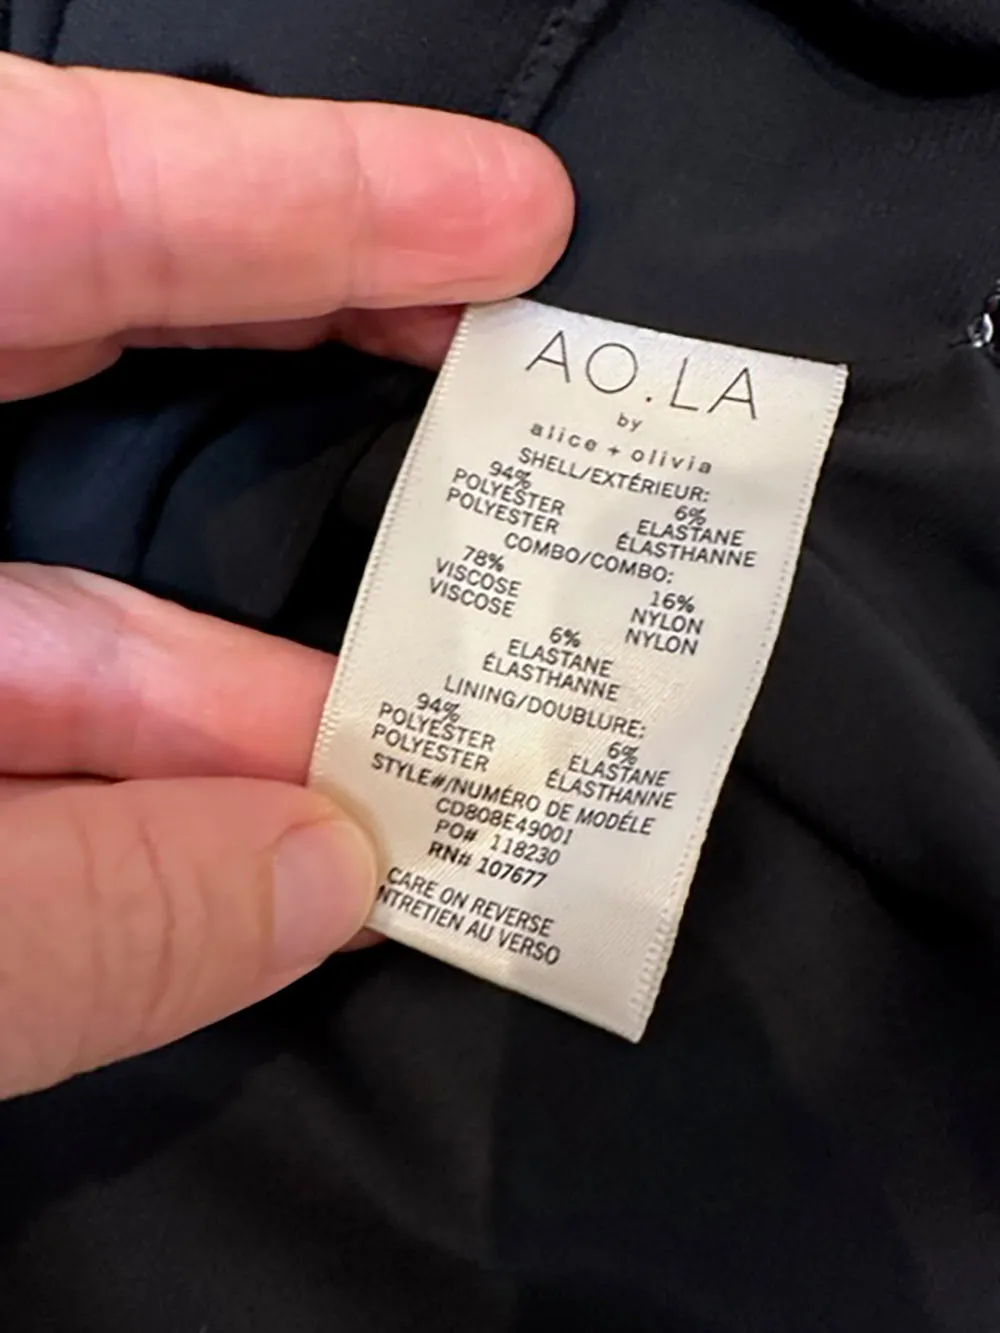 AO.LA
by
alice + olivia
SHELL/EXTÉRIEUR:
94% 6%
POLYESTER ELASTANE
POLYESTER ÉLASTHANNE
COMBO/COMBO:
78% 16%
VISCOSE NYLON
VISCOSE NYLON
6%
ELASTANE
ÉLASTHANNE
LINING/DOUBLURE:
94% 6%
POLYESTER ELASTANE
POLYESTER ÉLASTHANNE
STYLE#/NUMÉRO DE MODÉLE
CD808E49001
PO# 118230
RN# 107677
CARE ON REVERSE
NTRETIEN AU VERSO